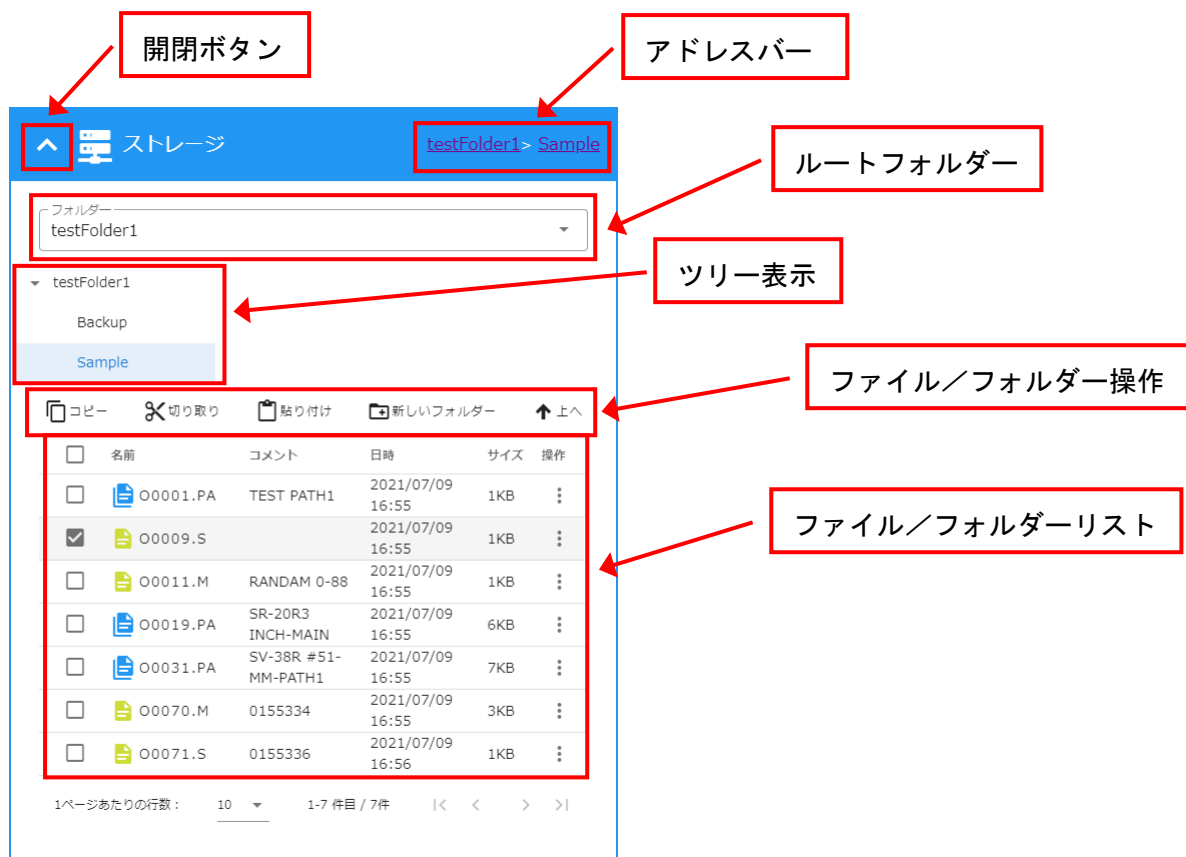 開閉ボタン
アドレスバー
ストレージ
testFolder1> Sample
ルートフォルダー
フォルダー
testFolder1
ツリー表示
testFolder1
Backup
Sample
ファイル／フォルダー操作
コピー 切り取り 貼り付け 新しいフォルダー 上へ
名前 コメント 日時 サイズ 操作
O0001.PA TEST PATH1 2021/07/09 16:55 1KB
ファイル／フォルダーリスト
O0009.S 2021/07/09 16:55 1KB
O0011.M RANDAM 0-88 2021/07/09 16:55 1KB
O0019.PA SR-20R3 INCH-MAIN 2021/07/09 16:55 6KB
O0031.PA SV-38R #51-MM-PATH1 2021/07/09 16:55 7KB
O0070.M 0155334 2021/07/09 16:55 3KB
O0071.S 0155336 2021/07/09 16:56 1KB
1ページあたりの行数： 10 1-7 件目 / 7件